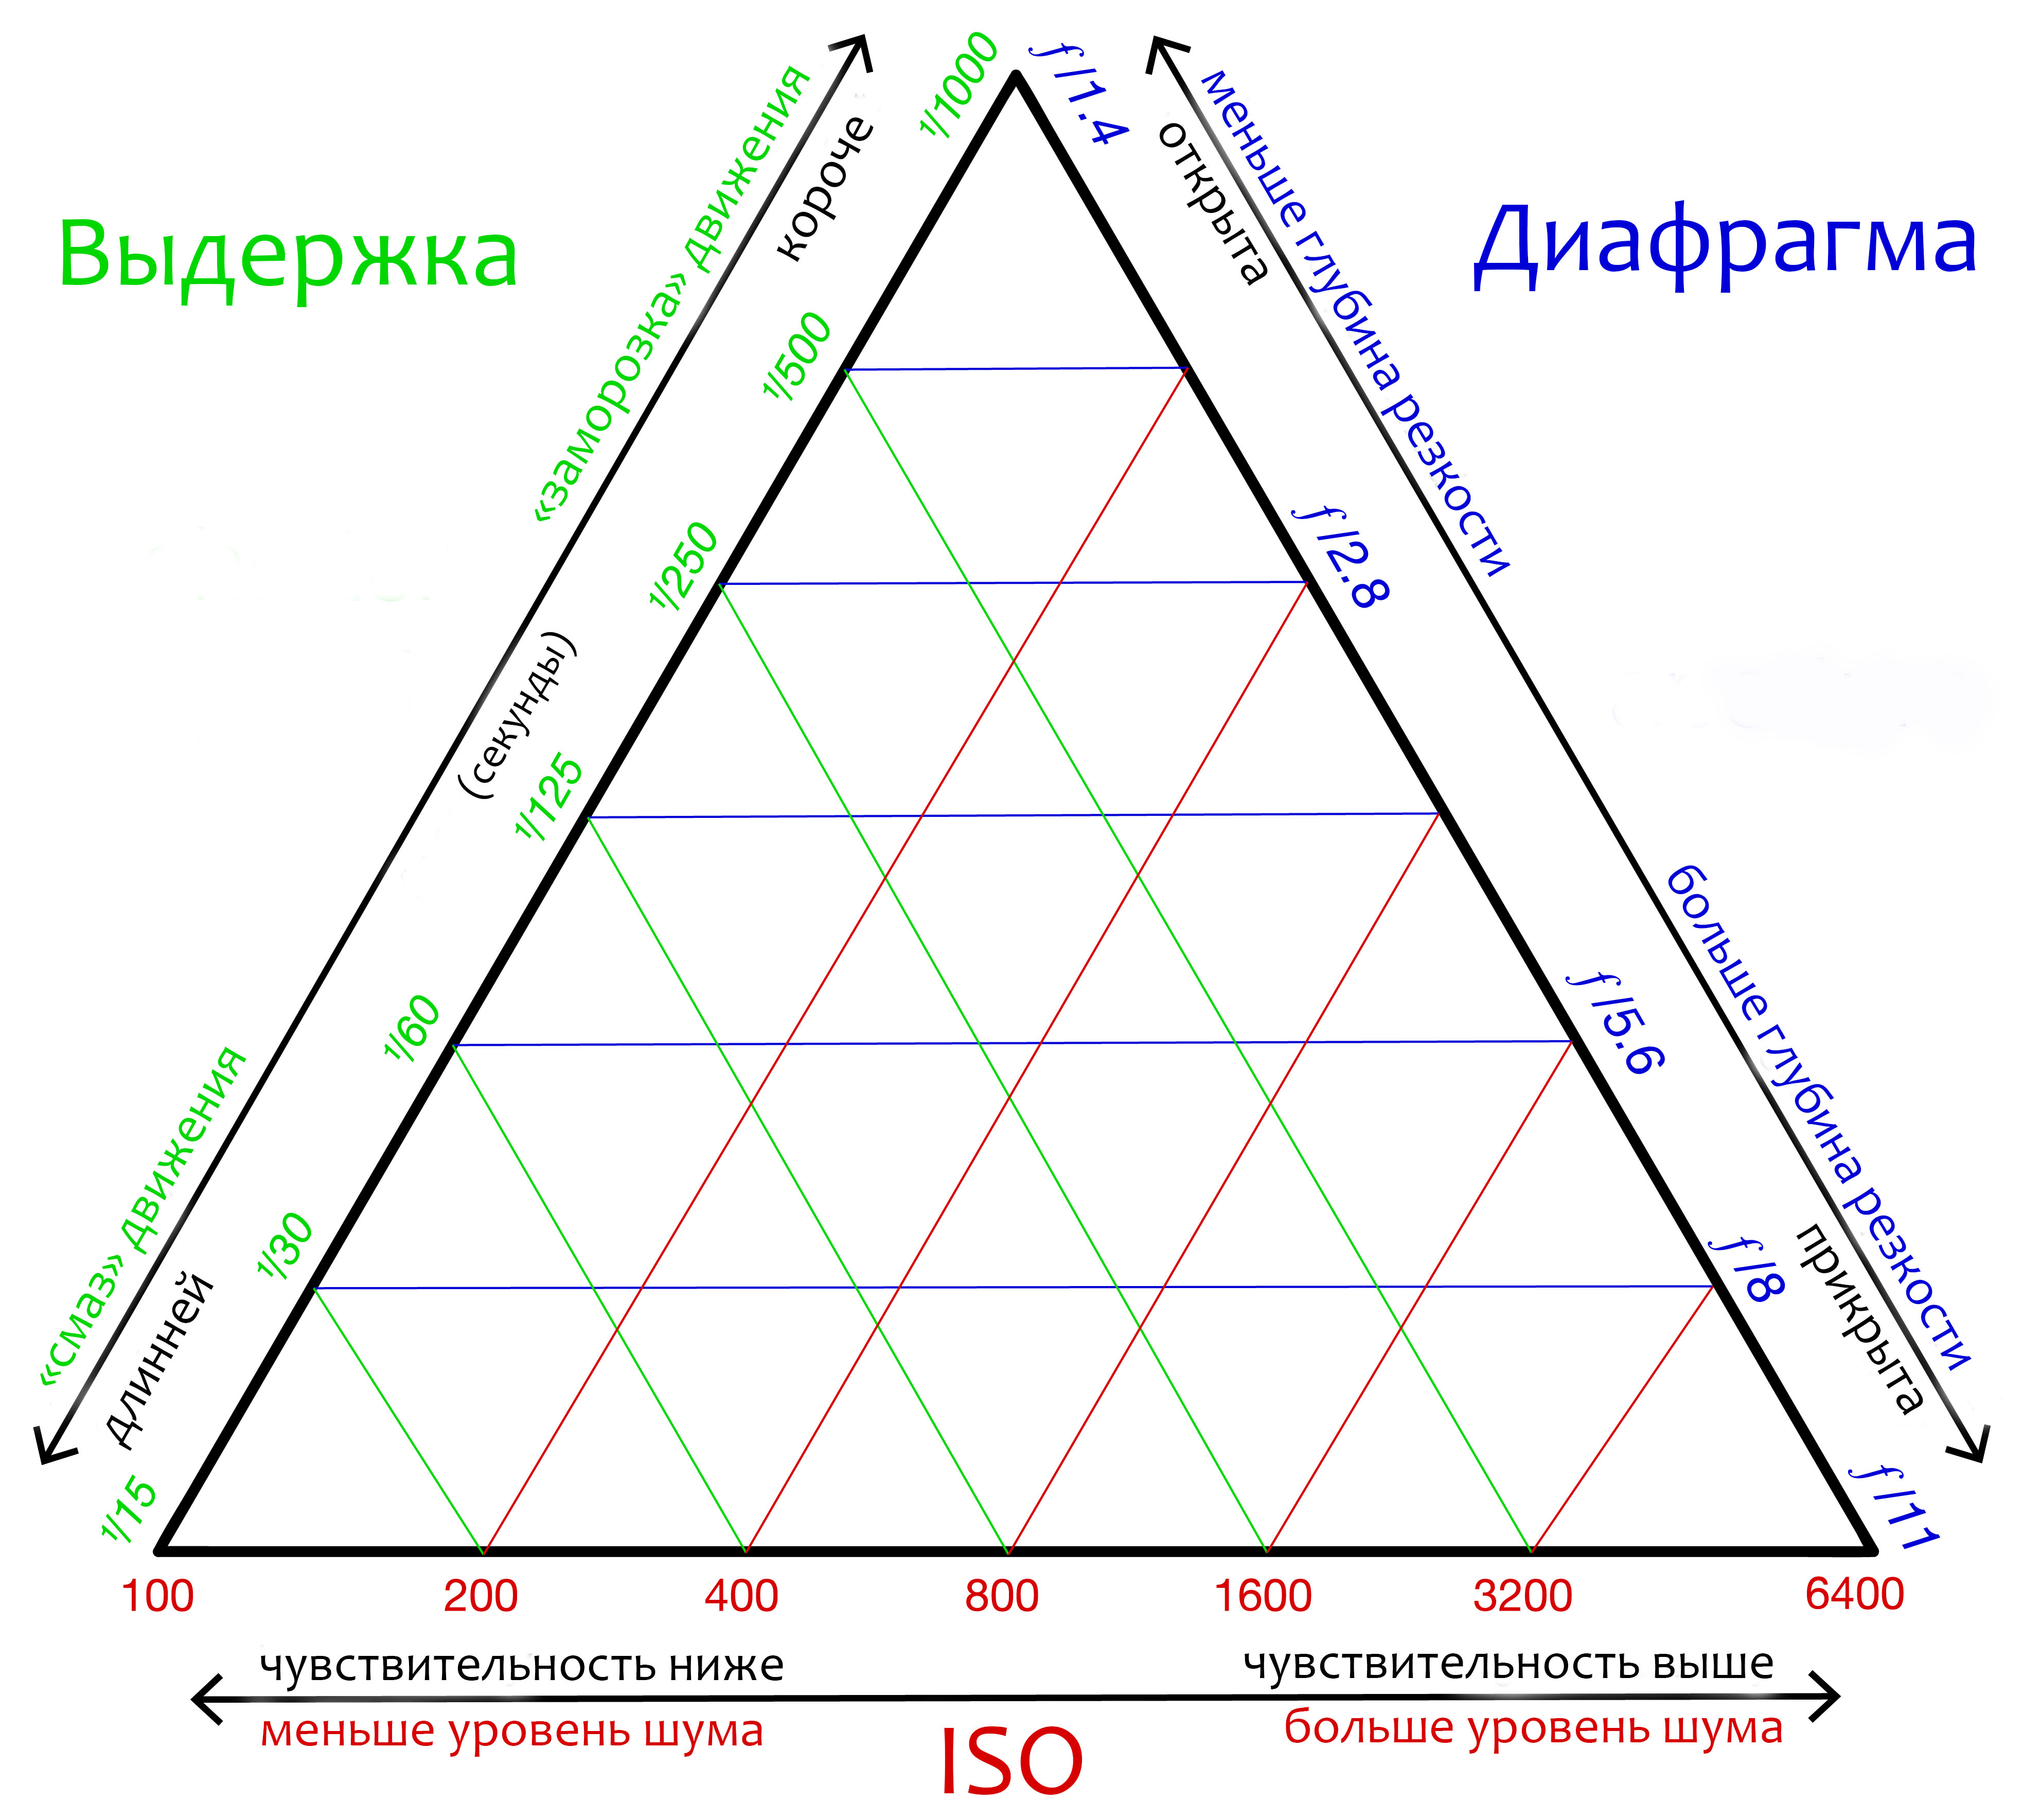 Выдержка
Диафрагма
«заморозка» движения
короче
(секунды)
«смаз» движения
длинней
1/1000
1/500
1/250
1/125
1/60
1/30
1/15
f/1.4
f/2.8
f/5.6
f/8
f/11
открыта
меньше глубина резкости
больше глубина резкости
прикрыта
100 200 400 800 1600 3200 6400
чувствительность ниже
чувствительность выше
меньше уровень шума
больше уровень шума
ISO